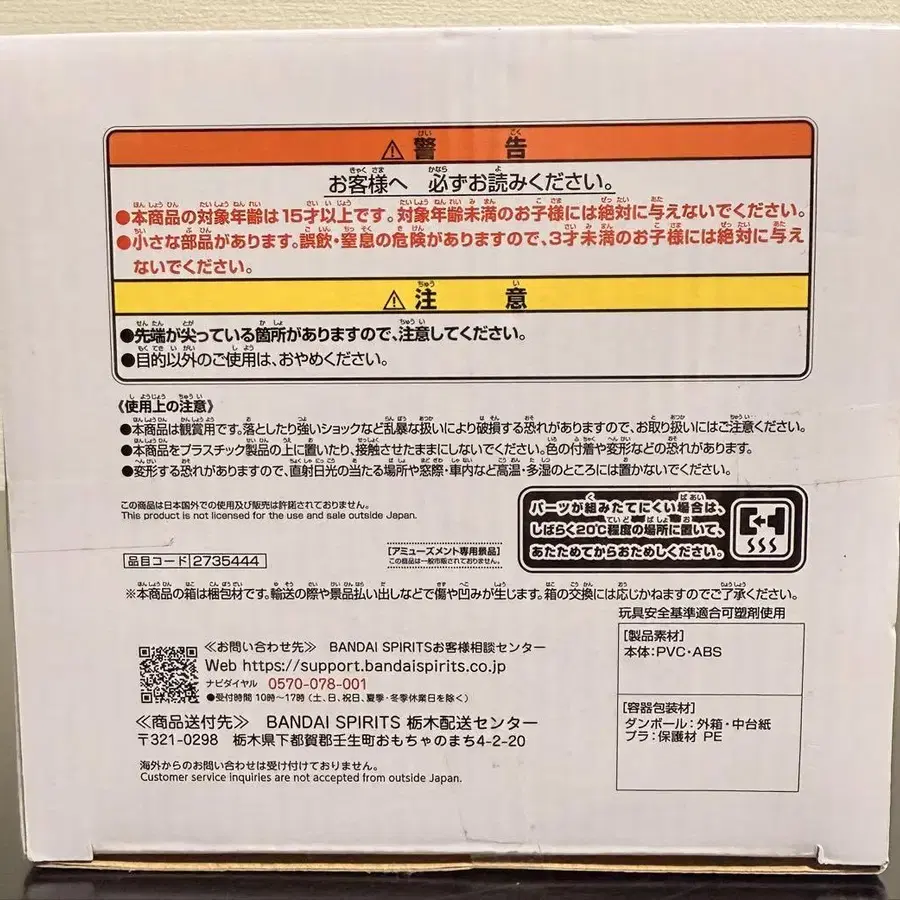 ⚠警告
お客様へ 必ずお読みください。
●本商品の対象年齢は15才以上です。対象年齢未満のお子様には絶対に与えないでください。
●小さな部品があります。誤飲・窒息の危険がありますので、3才未満のお子様には絶対に与え
ないでください。
⚠注意
●先端が尖っている箇所がありますので、注意してください。
●目的以外のご使用は、おやめください。
《使用上の注意》
●本商品は観賞用です。落としたり強いショックなど乱暴な扱いにより破損する恐れがありますので、お取り扱いにはご注意ください。
●本商品をプラスチック製品の上に置いたり、接触させたままにしないでください。色の付着や変形などの恐れがあります。
●変形する恐れがありますので、直射日光の当たる場所や窓際・車内など高温・多湿のところには置かないでください。
この商品は日本国外での使用及び販売は許諾されておりません。
This product is not licensed for the use and sale outside Japan.
パーツが組みたてにくい場合は、
しばらく20℃程度の場所に置いて、
あたためてからおためしください。
品目コード 2735444
[アミューズメント専用景品]
この商品は一般市販されておりません。
※本商品の箱は梱包材です。輸送の際や景品払い出しなどで傷や凹みが生じます。箱の交換には応じかねますのでご了承ください。
玩具安全基準適合可塑剤使用
[製品素材]
本体:PVC・ABS
[容器包装材]
ダンボール:外箱・中台紙
プラ:保護材 PE
≪お問い合わせ先≫ BANDAI SPIRITSお客様相談センター
Web https://support.bandaispirits.co.jp
ナビダイヤル 0570-078-001
●受付時間 10時〜17時(土、日、祝日、夏季・冬季休業日を除く)
≪商品送付先≫ BANDAI SPIRITS 栃木配送センター
〒321-0298 栃木県下都賀郡壬生町おもちゃのまち4-2-20
海外からのお問い合わせは受け付けておりません。
Customer service inquiries are not accepted from outside Japan.